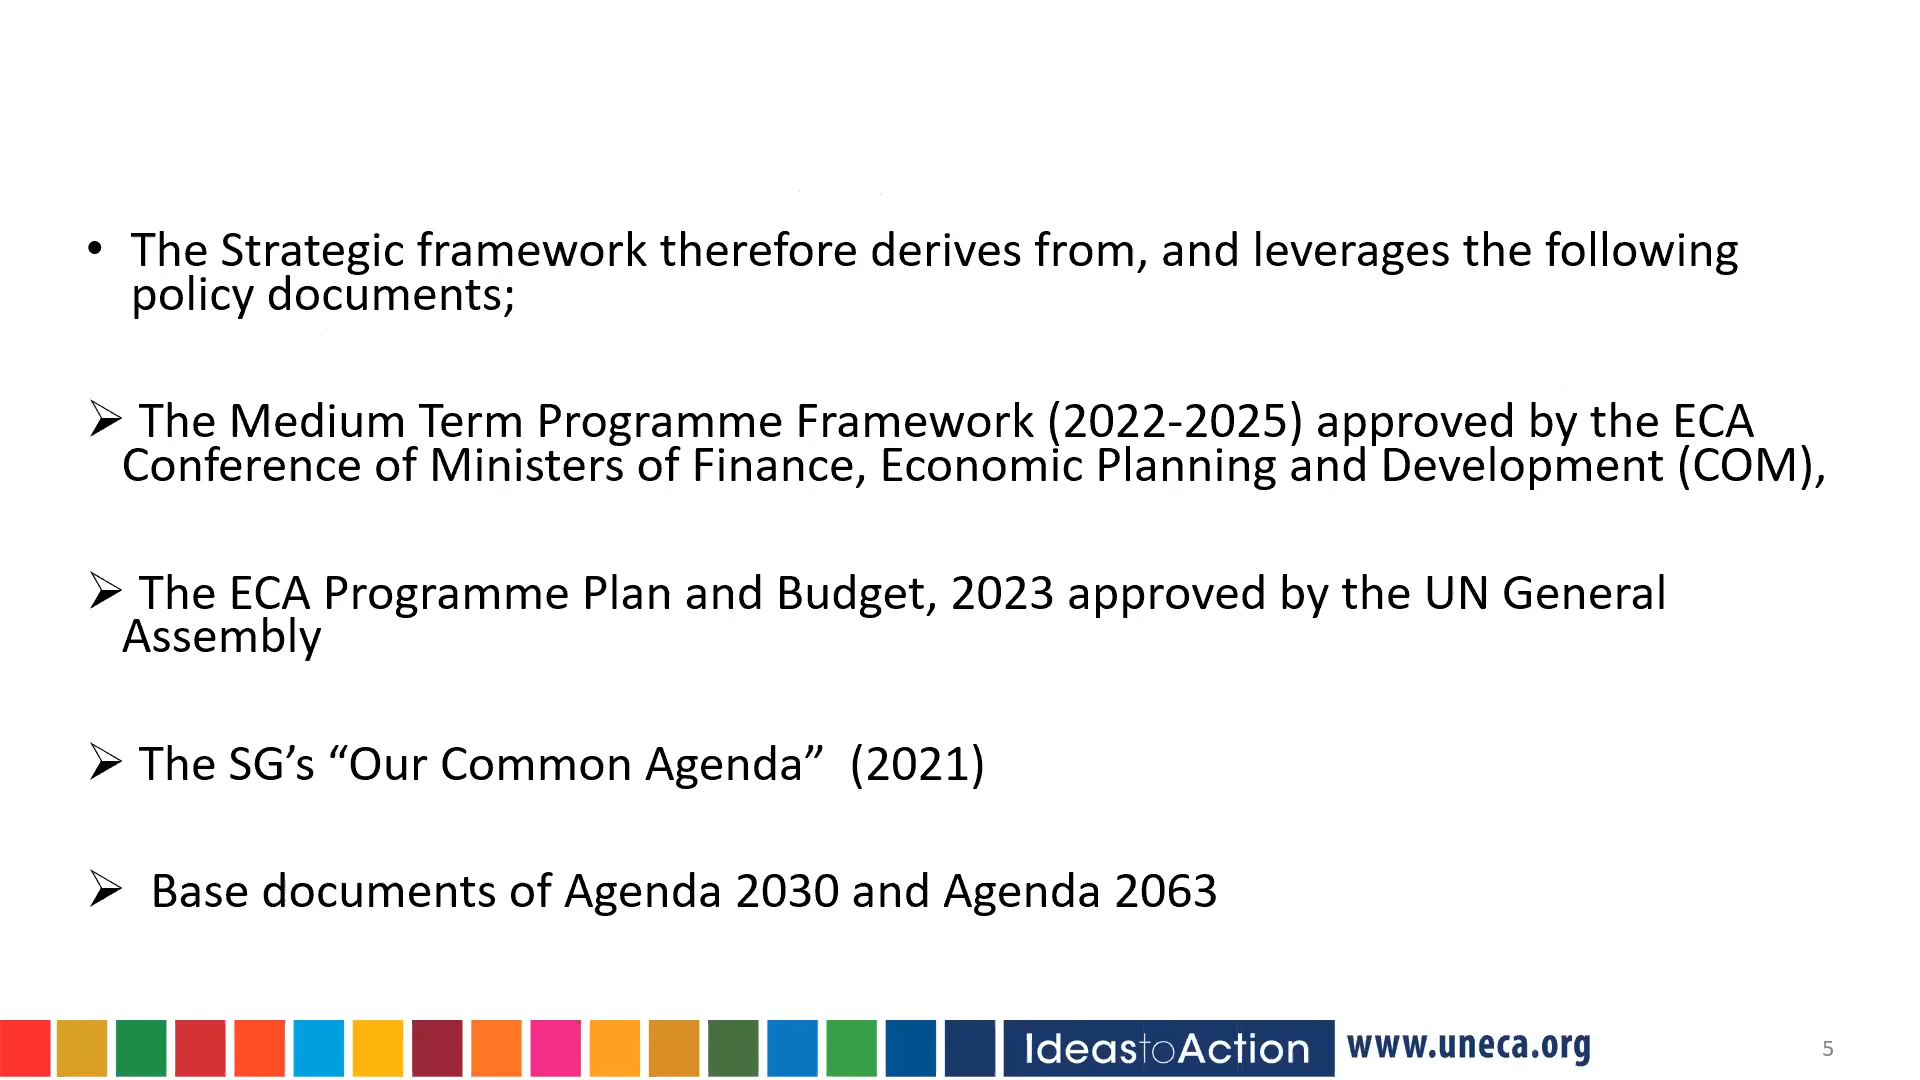 • The Strategic framework therefore derives from, and leverages the following
policy documents;
➢ The Medium Term Programme Framework (2022-2025) approved by the ECA
Conference of Ministers of Finance, Economic Planning and Development (COM),
➢ The ECA Programme Plan and Budget, 2023 approved by the UN General
Assembly
➢ The SG’s “Our Common Agenda”  (2021)
➢ Base documents of Agenda 2030 and Agenda 2063
IdeastoAction www.uneca.org 5